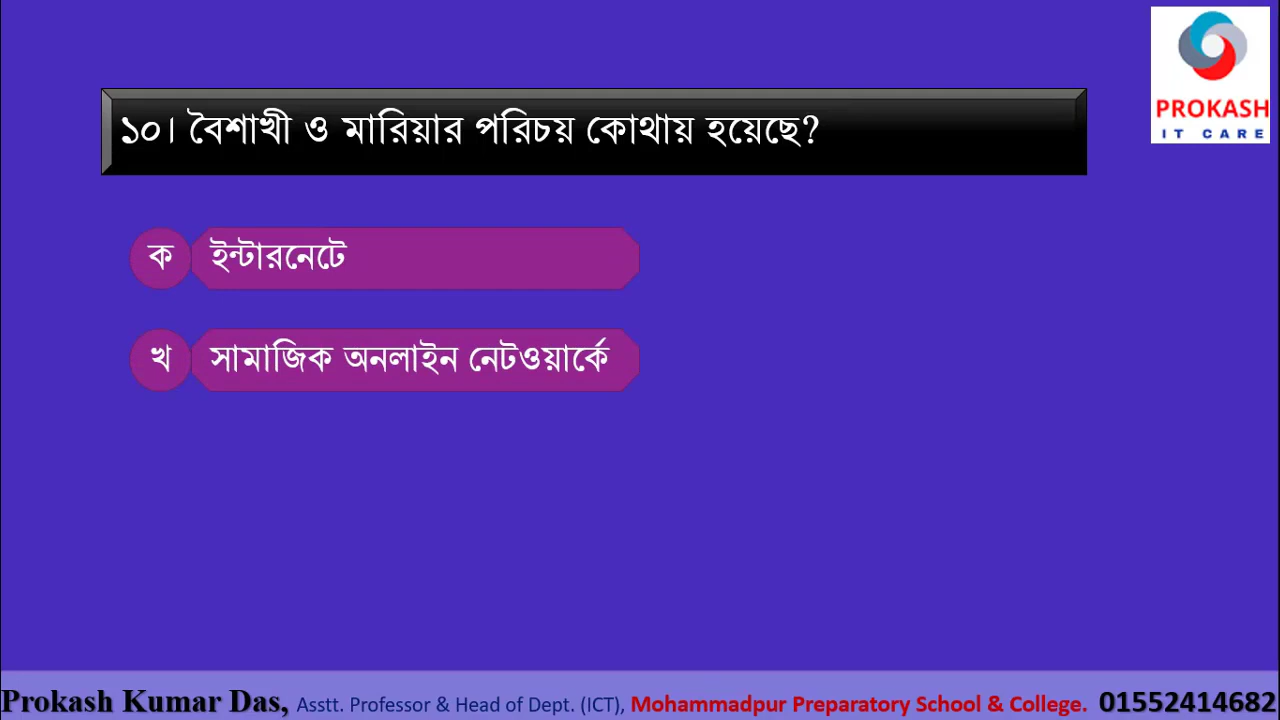 PROKASH
IT CARE
১০। বৈশাখী ও মারিয়ার পরিচয় কোথায় হয়েছে?
ক ইন্টারনেটে
খ সামাজিক অনলাইন নেটওয়ার্কে
Prokash Kumar Das, Asstt. Professor & Head of Dept. (ICT), Mohammadpur Preparatory School & College. 01552414682